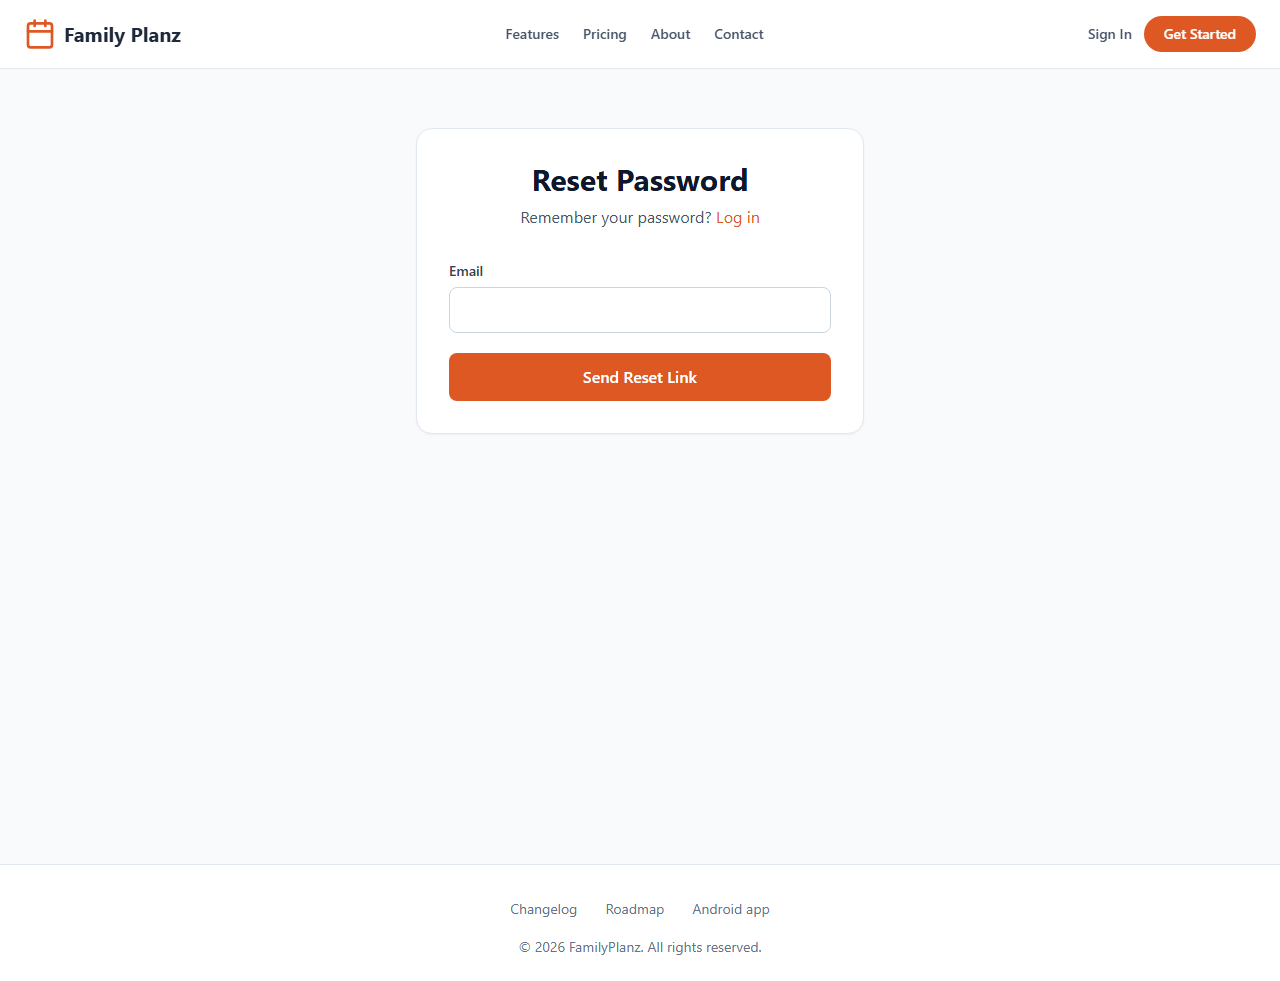 Family Planz
Features Pricing About Contact
Sign In Get Started
Reset Password
Remember your password? Log in
Email
Send Reset Link
Changelog Roadmap Android app
© 2026 FamilyPlanz. All rights reserved.